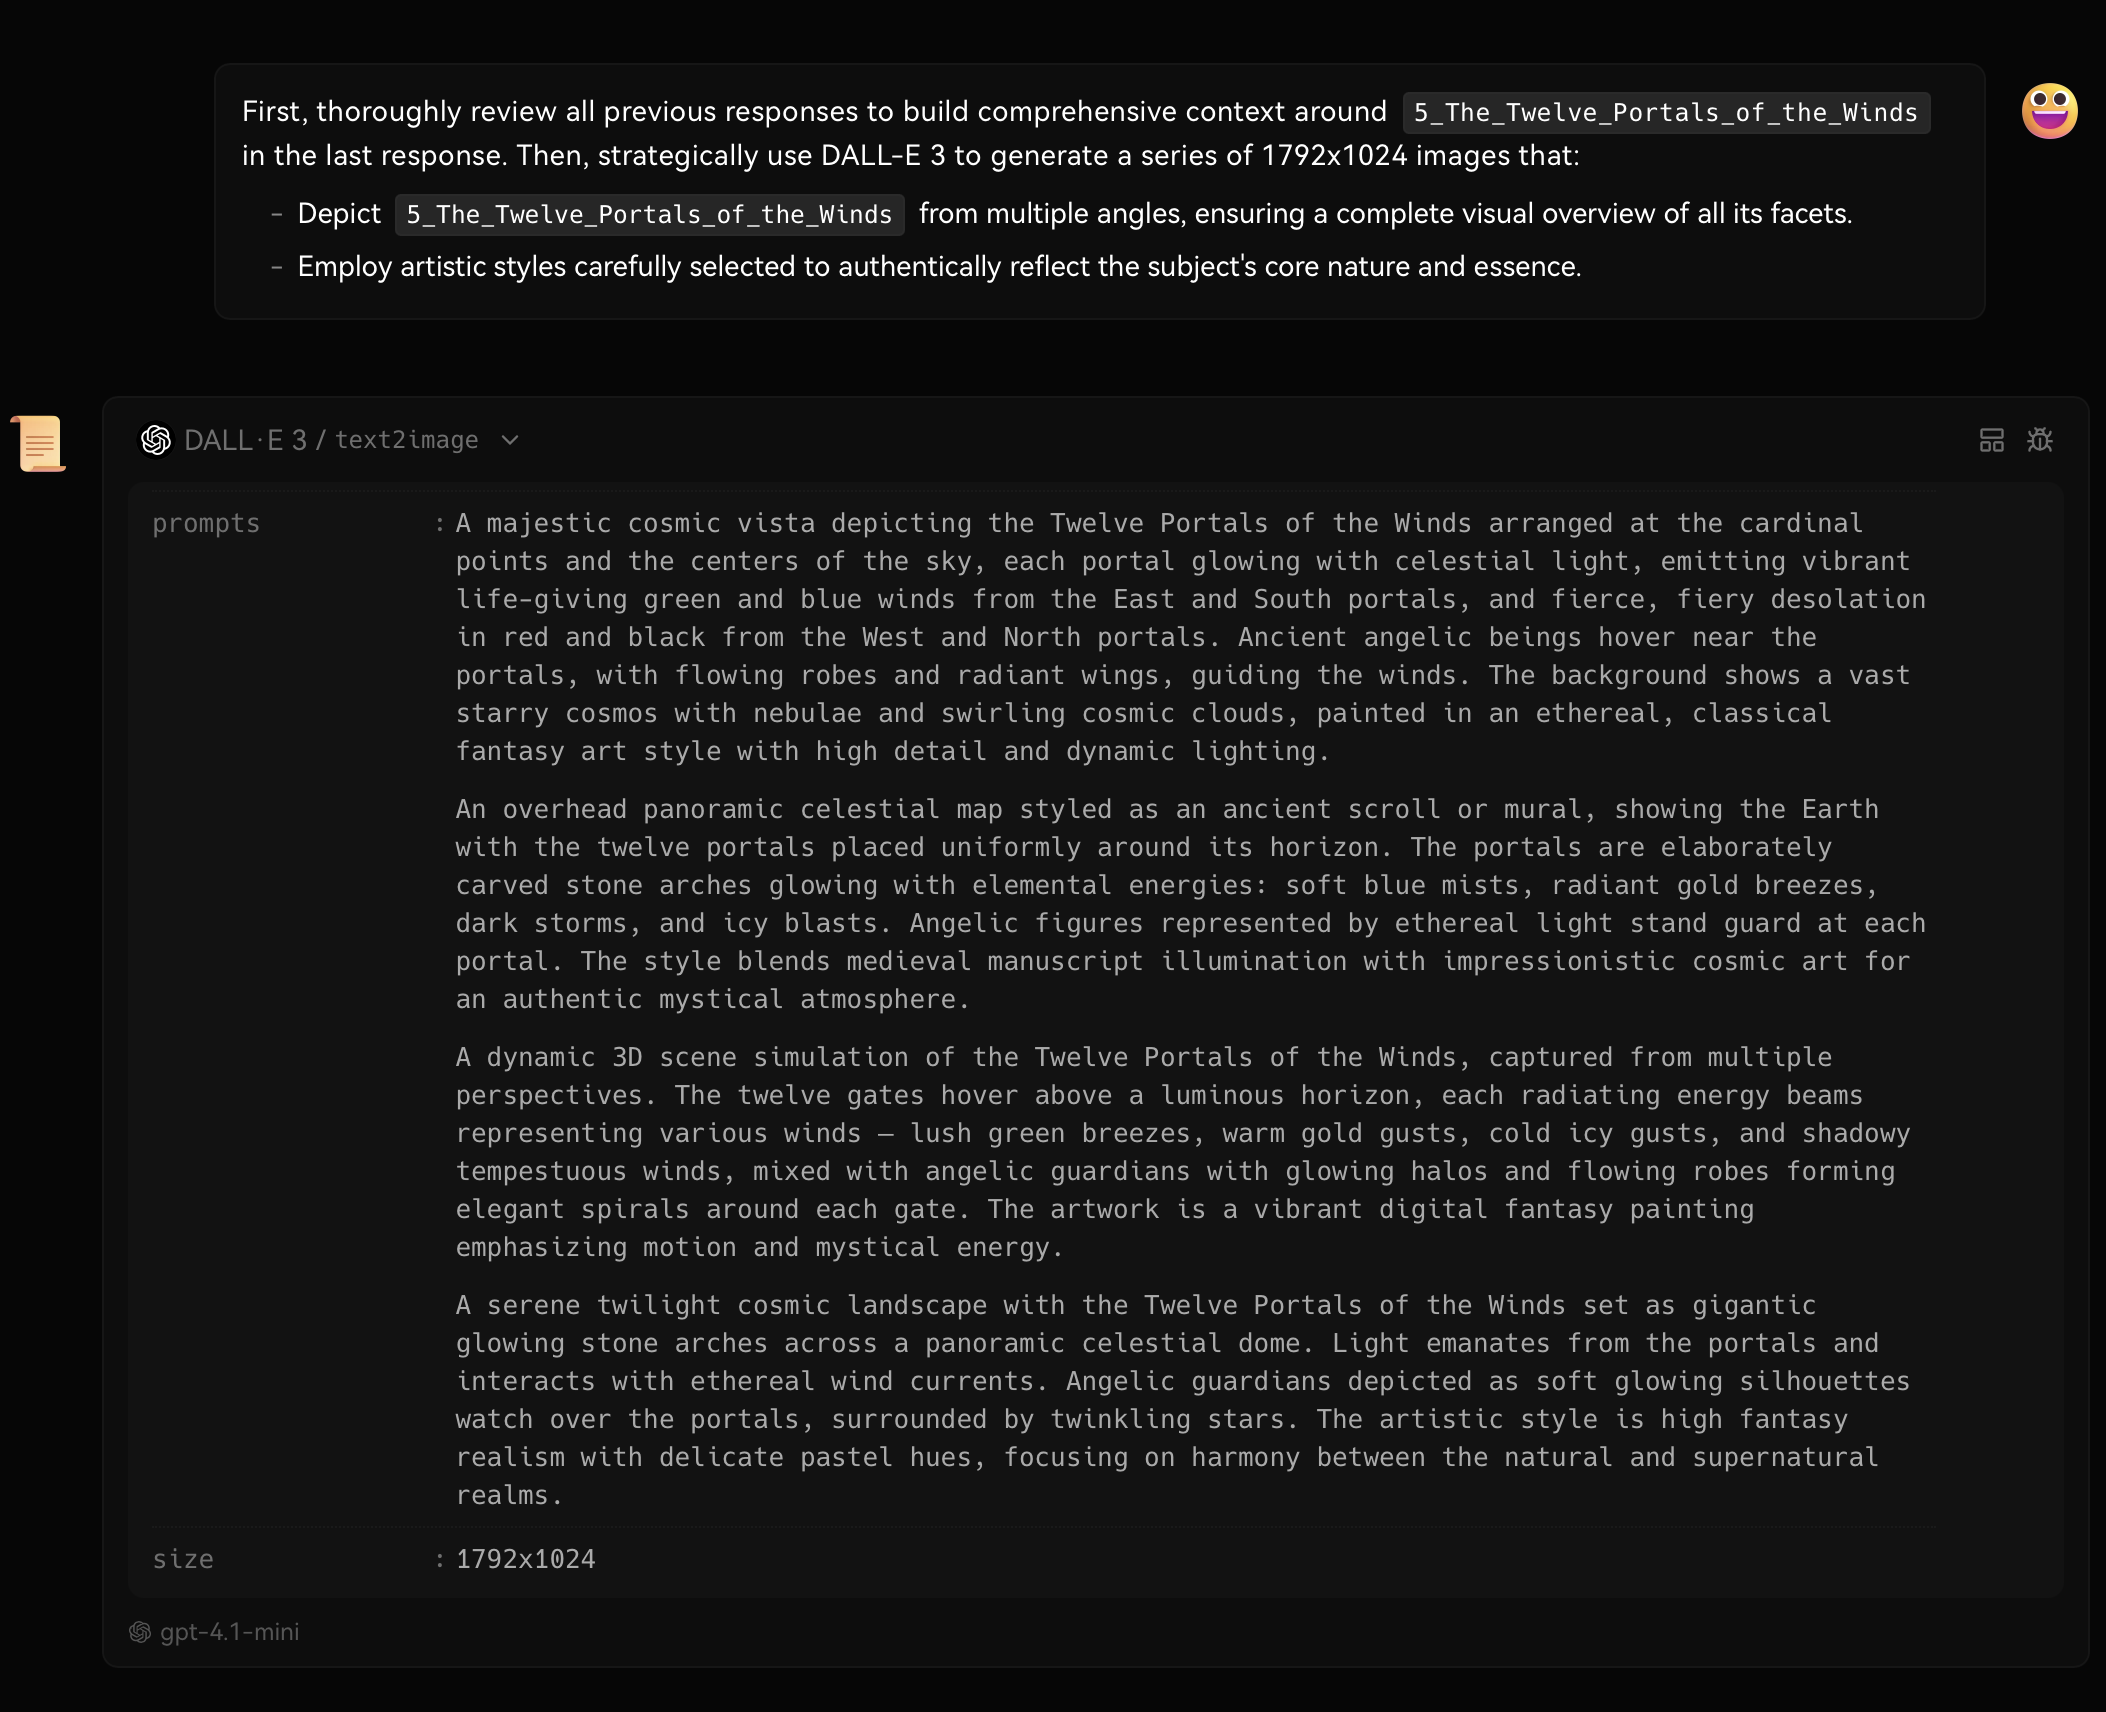 First, thoroughly review all previous responses to build comprehensive context around 5_The_Twelve_Portals_of_the_Winds
in the last response. Then, strategically use DALL-E 3 to generate a series of 1792x1024 images that:
- Depict 5_The_Twelve_Portals_of_the_Winds from multiple angles, ensuring a complete visual overview of all its facets.
- Employ artistic styles carefully selected to authentically reflect the subject's core nature and essence.
DALL·E 3 / text2image
prompts : A majestic cosmic vista depicting the Twelve Portals of the Winds arranged at the cardinal
points and the centers of the sky, each portal glowing with celestial light, emitting vibrant
life-giving green and blue winds from the East and South portals, and fierce, fiery desolation
in red and black from the West and North portals. Ancient angelic beings hover near the
portals, with flowing robes and radiant wings, guiding the winds. The background shows a vast
starry cosmos with nebulae and swirling cosmic clouds, painted in an ethereal, classical
fantasy art style with high detail and dynamic lighting.
An overhead panoramic celestial map styled as an ancient scroll or mural, showing the Earth
with the twelve portals placed uniformly around its horizon. The portals are elaborately
carved stone arches glowing with elemental energies: soft blue mists, radiant gold breezes,
dark storms, and icy blasts. Angelic figures represented by ethereal light stand guard at each
portal. The style blends medieval manuscript illumination with impressionistic cosmic art for
an authentic mystical atmosphere.
A dynamic 3D scene simulation of the Twelve Portals of the Winds, captured from multiple
perspectives. The twelve gates hover above a luminous horizon, each radiating energy beams
representing various winds — lush green breezes, warm gold gusts, cold icy gusts, and shadowy
tempestuous winds, mixed with angelic guardians with glowing halos and flowing robes forming
elegant spirals around each gate. The artwork is a vibrant digital fantasy painting
emphasizing motion and mystical energy.
A serene twilight cosmic landscape with the Twelve Portals of the Winds set as gigantic
glowing stone arches across a panoramic celestial dome. Light emanates from the portals and
interacts with ethereal wind currents. Angelic guardians depicted as soft glowing silhouettes
watch over the portals, surrounded by twinkling stars. The artistic style is high fantasy
realism with delicate pastel hues, focusing on harmony between the natural and supernatural
realms.
size : 1792x1024
gpt-4.1-mini